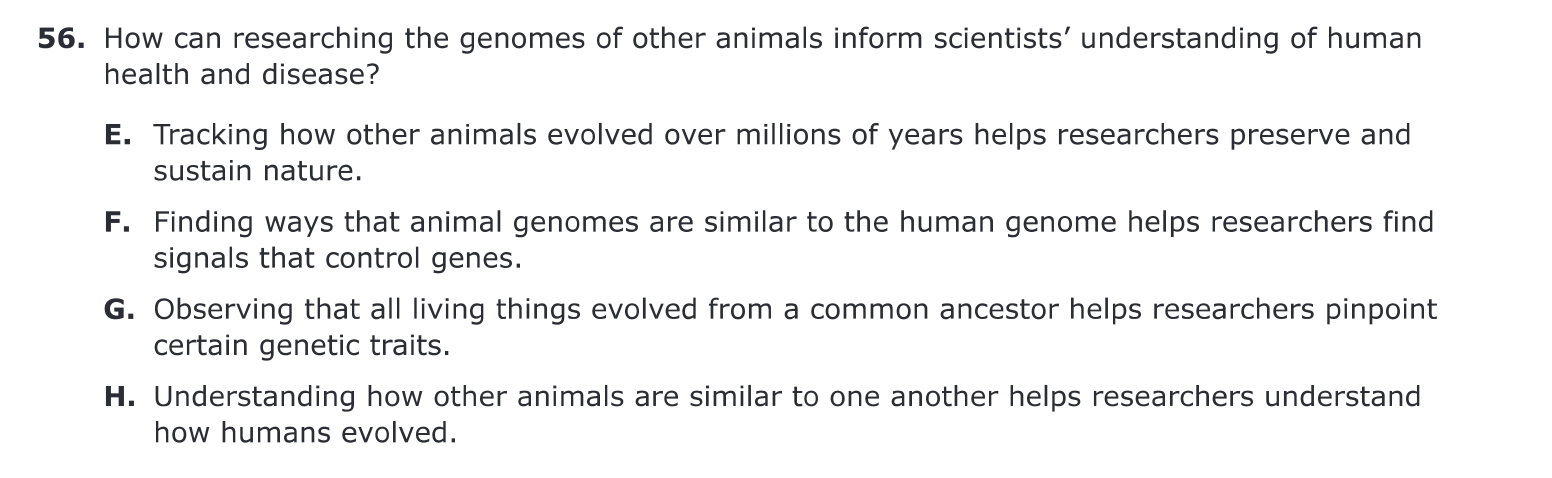 56. How can researching the genomes of other animals inform scientists’ understanding of human
health and disease?
E. Tracking how other animals evolved over millions of years helps researchers preserve and
sustain nature.
F. Finding ways that animal genomes are similar to the human genome helps researchers find
signals that control genes.
G. Observing that all living things evolved from a common ancestor helps researchers pinpoint
certain genetic traits.
H. Understanding how other animals are similar to one another helps researchers understand
how humans evolved.